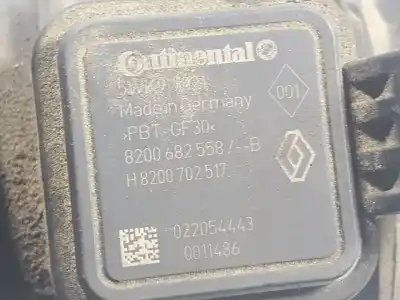 Continental
001
Made in Germany
>PBT-GF30<
8200 682 558 / --B
H 8200 702 517
022054443
0011486